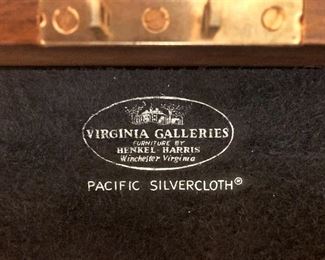 VIRGINIA GALLERIES
FURNITURE BY
HENKEL-HARRIS
Winchester Virginia
PACIFIC SILVERCLOTH®